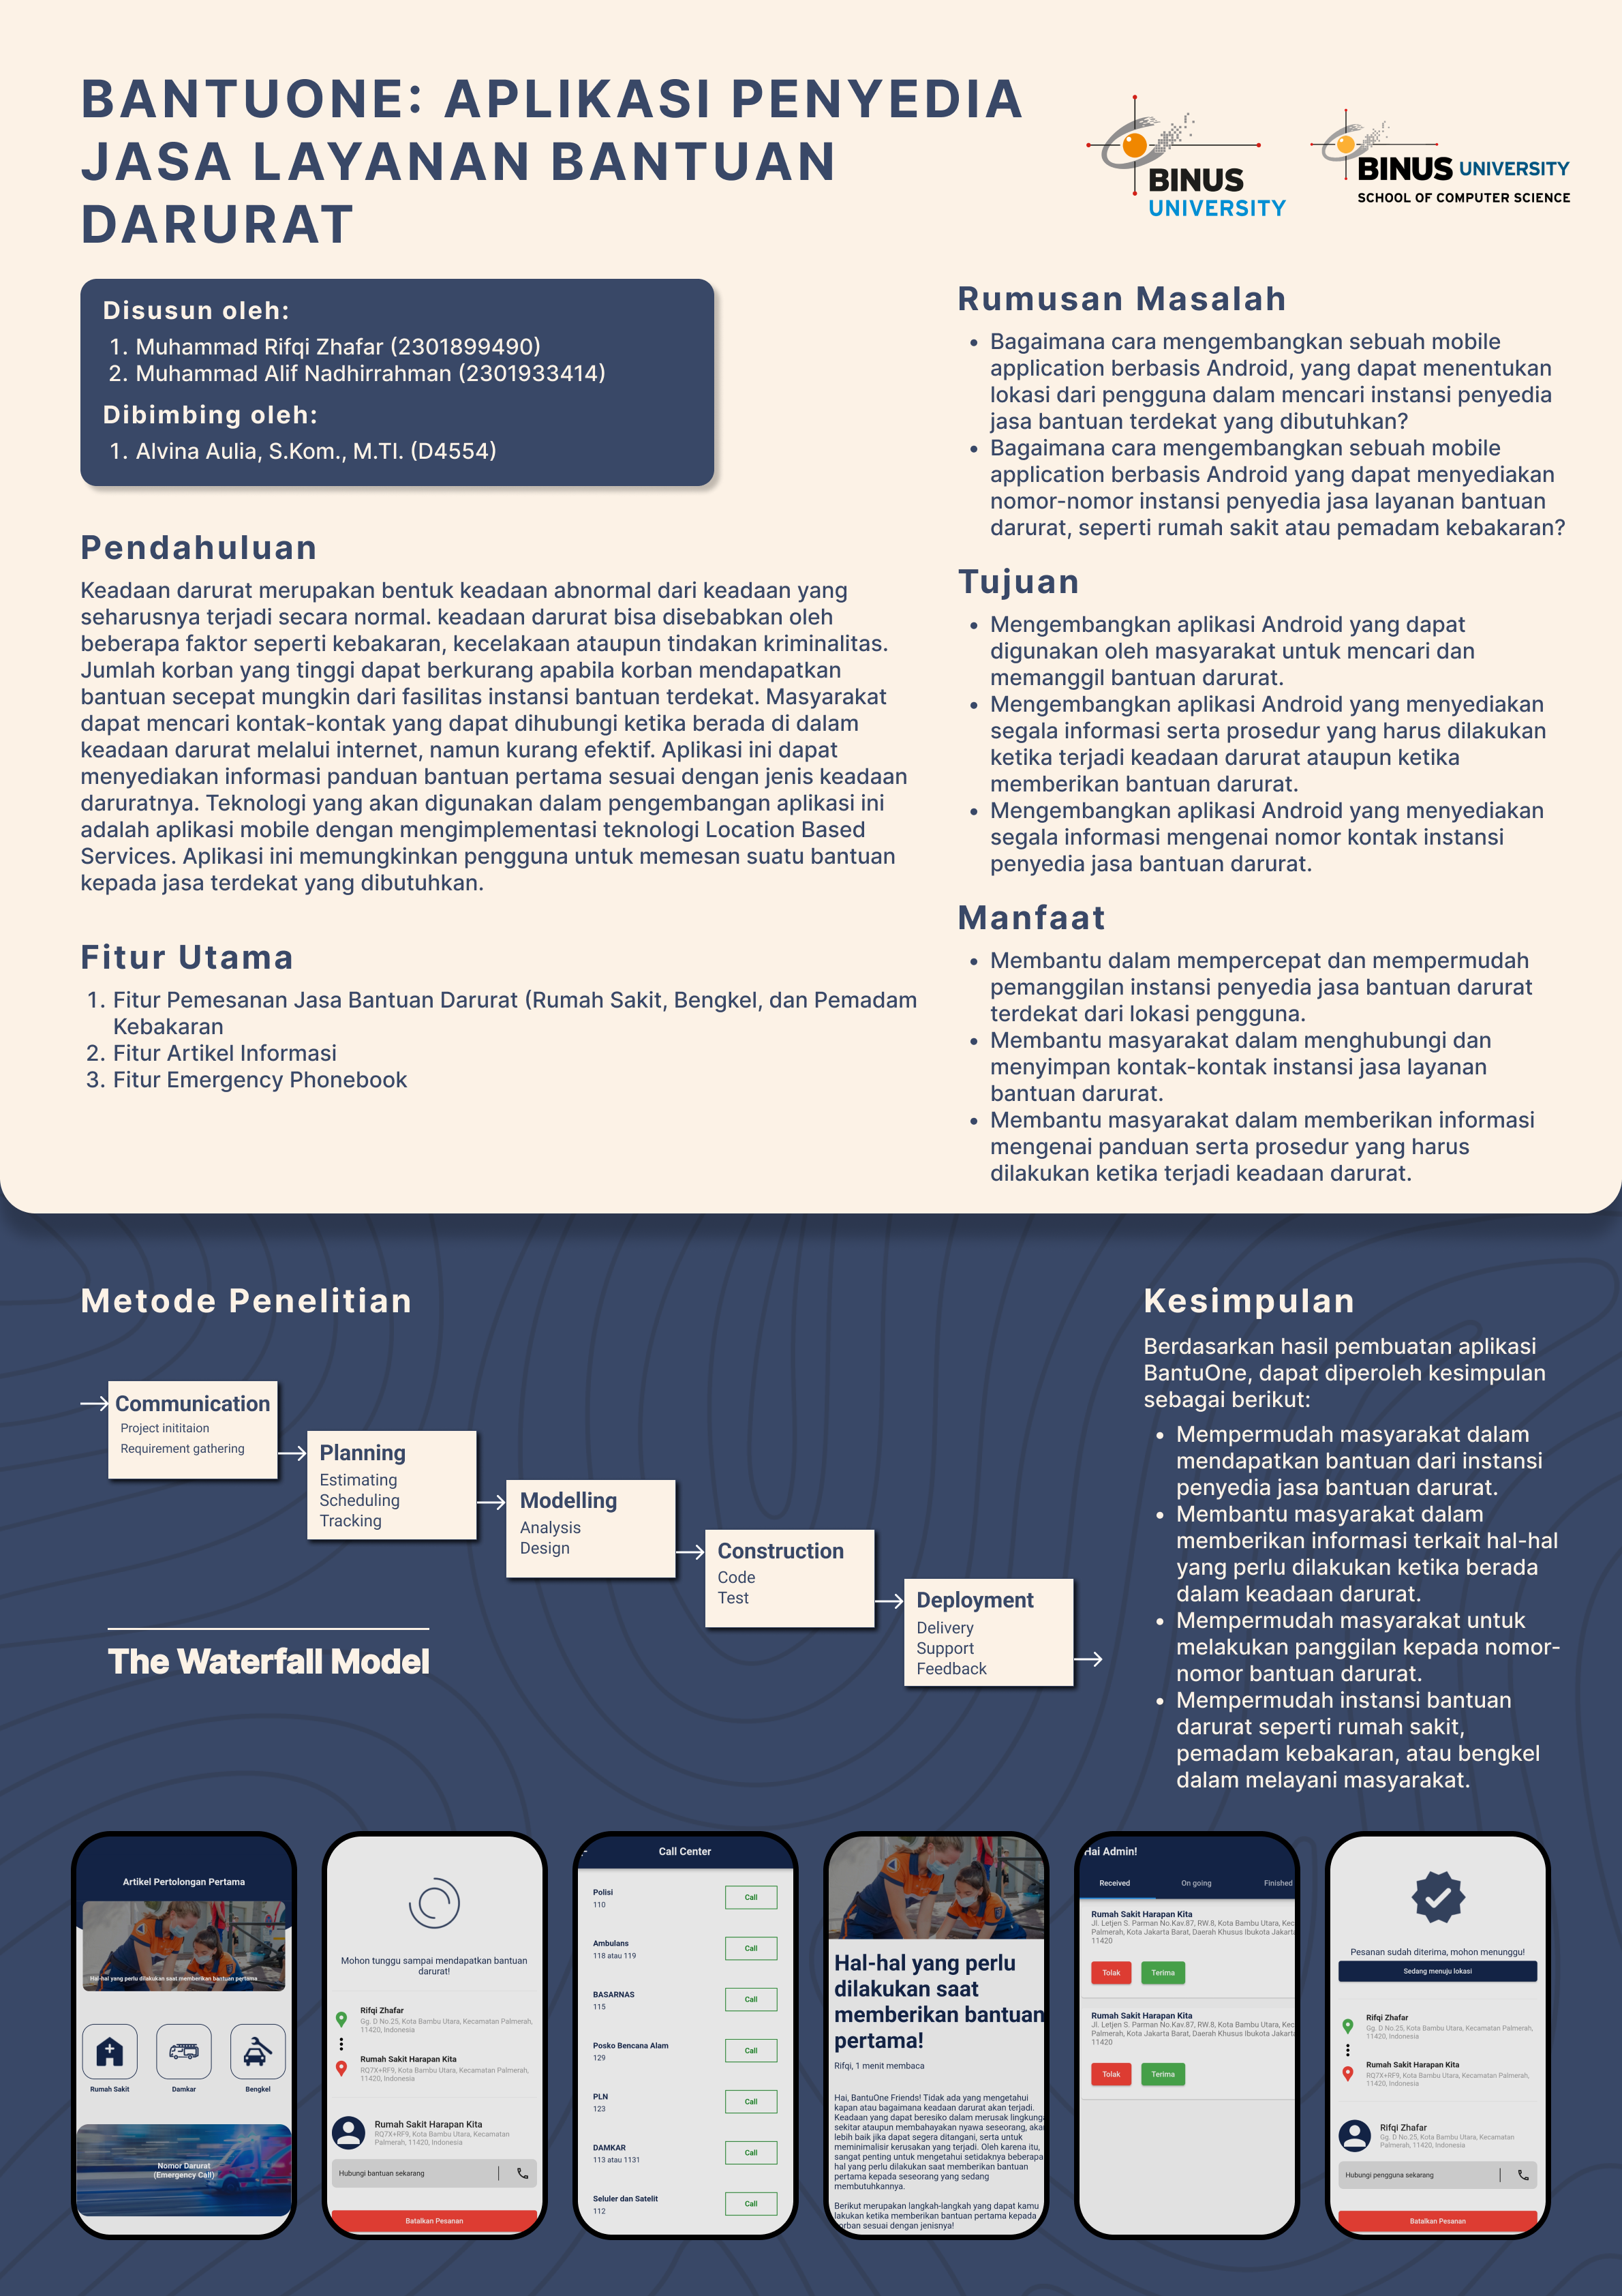 BANTUONE: APLIKASI PENYEDIA
JASA LAYANAN BANTUAN
DARURAT
BINUS
UNIVERSITY
BINUS UNIVERSITY
SCHOOL OF COMPUTER SCIENCE
Disusun oleh:
1. Muhammad Rifqi Zhafar (2301899490)
2. Muhammad Alif Nadhirrahman (2301933414)
Dibimbing oleh:
1. Alvina Aulia, S.Kom., M.TI. (D4554)
Pendahuluan
Keadaan darurat merupakan bentuk keadaan abnormal dari keadaan yang
seharusnya terjadi secara normal. keadaan darurat bisa disebabkan oleh
beberapa faktor seperti kebakaran, kecelakaan ataupun tindakan kriminalitas.
Jumlah korban yang tinggi dapat berkurang apabila korban mendapatkan
bantuan secepat mungkin dari fasilitas instansi bantuan terdekat. Masyarakat
dapat mencari kontak-kontak yang dapat dihubungi ketika berada di dalam
keadaan darurat melalui internet, namun kurang efektif. Aplikasi ini dapat
menyediakan informasi panduan bantuan pertama sesuai dengan jenis keadaan
daruratnya. Teknologi yang akan digunakan dalam pengembangan aplikasi ini
adalah aplikasi mobile dengan mengimplementasi teknologi Location Based
Services. Aplikasi ini memungkinkan pengguna untuk memesan suatu bantuan
kepada jasa terdekat yang dibutuhkan.
Fitur Utama
1. Fitur Pemesanan Jasa Bantuan Darurat (Rumah Sakit, Bengkel, dan Pemadam
Kebakaran
2. Fitur Artikel Informasi
3. Fitur Emergency Phonebook
Rumusan Masalah
• Bagaimana cara mengembangkan sebuah mobile
application berbasis Android, yang dapat menentukan
lokasi dari pengguna dalam mencari instansi penyedia
jasa bantuan terdekat yang dibutuhkan?
• Bagaimana cara mengembangkan sebuah mobile
application berbasis Android yang dapat menyediakan
nomor-nomor instansi penyedia jasa layanan bantuan
darurat, seperti rumah sakit atau pemadam kebakaran?
Tujuan
• Mengembangkan aplikasi Android yang dapat
digunakan oleh masyarakat untuk mencari dan
memanggil bantuan darurat.
• Mengembangkan aplikasi Android yang menyediakan
segala informasi serta prosedur yang harus dilakukan
ketika terjadi keadaan darurat ataupun ketika
memberikan bantuan darurat.
• Mengembangkan aplikasi Android yang menyediakan
segala informasi mengenai nomor kontak instansi
penyedia jasa bantuan darurat.
Manfaat
• Membantu dalam mempercepat dan mempermudah
pemanggilan instansi penyedia jasa bantuan darurat
terdekat dari lokasi pengguna.
• Membantu masyarakat dalam menghubungi dan
menyimpan kontak-kontak instansi jasa layanan
bantuan darurat.
• Membantu masyarakat dalam memberikan informasi
mengenai panduan serta prosedur yang harus
dilakukan ketika terjadi keadaan darurat.
Metode Penelitian
Communication
Project inititaion
Requirement gathering
Planning
Estimating
Scheduling
Tracking
Modelling
Analysis
Design
Construction
Code
Test
Deployment
Delivery
Support
Feedback
The Waterfall Model
Kesimpulan
Berdasarkan hasil pembuatan aplikasi
BantuOne, dapat diperoleh kesimpulan
sebagai berikut:
• Mempermudah masyarakat dalam
mendapatkan bantuan dari instansi
penyedia jasa bantuan darurat.
• Membantu masyarakat dalam
memberikan informasi terkait hal-hal
yang perlu dilakukan ketika berada
dalam keadaan darurat.
• Mempermudah masyarakat untuk
melakukan panggilan kepada nomor-
nomor bantuan darurat.
• Mempermudah instansi bantuan
darurat seperti rumah sakit,
pemadam kebakaran, atau bengkel
dalam melayani masyarakat.
Artikel Pertolongan Pertama
Hal-hal yang perlu dilakukan saat memberikan bantuan pertama
Rumah Sakit
Damkar
Bengkel
Nomor Darurat
(Emergency Call)
Mohon tunggu sampai mendapatkan bantuan
darurat!
Rifqi Zhafar
Gg. D No.25, Kota Bambu Utara, Kecamatan Palmerah,
11420, Indonesia
Rumah Sakit Harapan Kita
RQ7X+RF9, Kota Bambu Utara, Kecamatan Palmerah,
11420, Indonesia
Rumah Sakit Harapan Kita
RQ7X+RF9, Kota Bambu Utara, Kecamatan
Palmerah, 11420, Indonesia
Hubungi bantuan sekarang
Batalkan Pesanan
Call Center
Polisi
110
Call
Ambulans
118 atau 119
Call
BASARNAS
115
Call
Posko Bencana Alam
129
Call
PLN
123
Call
DAMKAR
113 atau 1131
Call
Seluler dan Satelit
112
Call
Hal-hal yang perlu
dilakukan saat
memberikan bantuan
pertama!
Rifqi, 1 menit membaca
Hai, BantuOne Friends! Tidak ada yang mengetahui
kapan atau bagaimana keadaan darurat akan terjadi.
Keadaan yang dapat beresiko dalam merusak lingkunga
sekitar ataupun membahayakan nyawa seseorang, akan
lebih baik jika dapat segera ditangani, serta untuk
meminimalisir kerusakan yang terjadi. Oleh karena itu,
sangat penting untuk mengetahui setidaknya beberapa
hal yang perlu dilakukan saat memberikan bantuan
pertama kepada seseorang yang sedang
membutuhkannya.
Berikut merupakan langkah-langkah yang dapat kamu
lakukan ketika memberikan bantuan pertama kepada
korban sesuai dengan jenisnya!
Hai Admin!
Received
On going
Finished
Rumah Sakit Harapan Kita
Jl. Letjen S. Parman No.Kav.87, RW.8, Kota Bambu Utara, Kec
Palmerah, Kota Jakarta Barat, Daerah Khusus Ibukota Jakarta
11420
Tolak
Terima
Rumah Sakit Harapan Kita
Jl. Letjen S. Parman No.Kav.87, RW.8, Kota Bambu Utara, Kec
Palmerah, Kota Jakarta Barat, Daerah Khusus Ibukota Jakarta
11420
Tolak
Terima
Pesanan sudah diterima, mohon menunggu!
Sedang menuju lokasi
Rifqi Zhafar
Gg. D No.25, Kota Bambu Utara, Kecamatan Palmerah,
11420, Indonesia
Rumah Sakit Harapan Kita
RQ7X+RF9, Kota Bambu Utara, Kecamatan Palmerah,
11420, Indonesia
Rifqi Zhafar
Gg. D No.25, Kota Bambu Utara, Kecamatan
Palmerah, 11420, Indonesia
Hubungi pengguna sekarang
Batalkan Pesanan